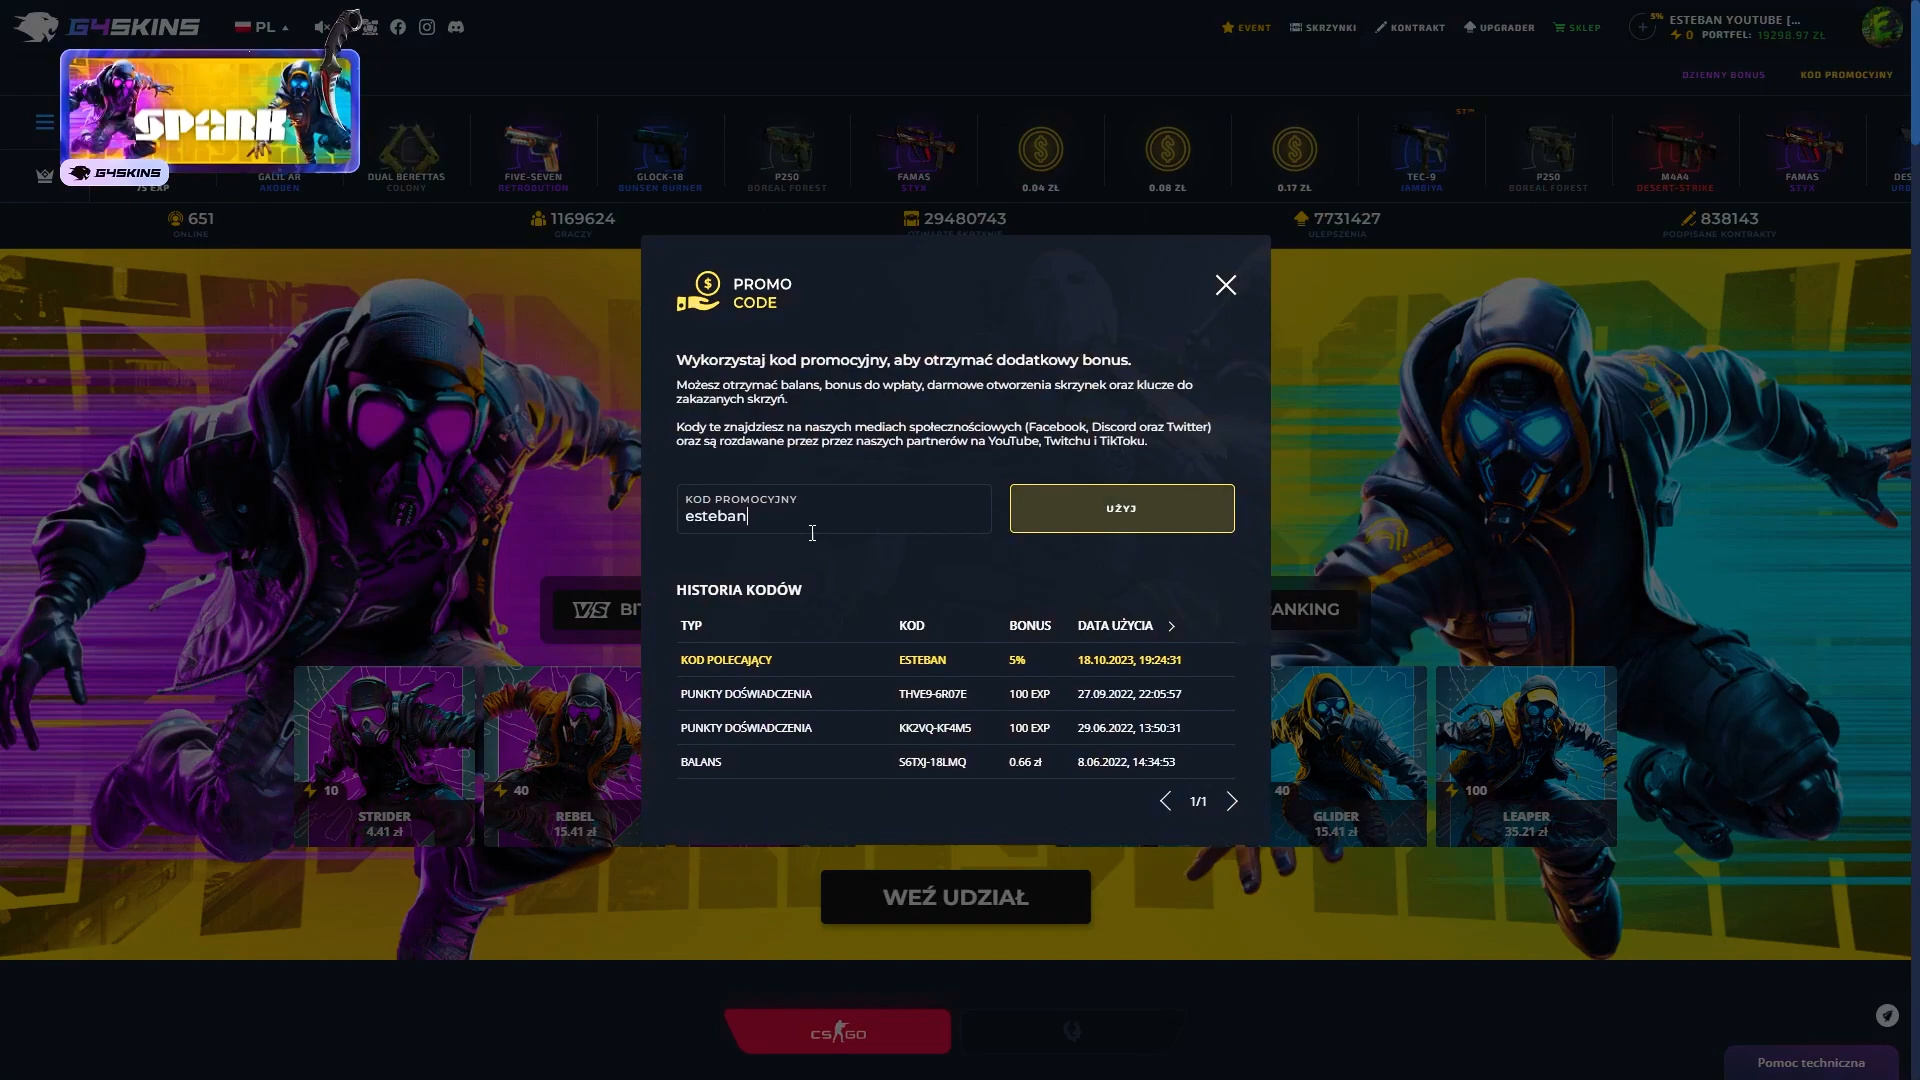 G4SKINS
PL
EVENT
SKRZYNKI
KONTRAKT
UPGRADER
SKLEP
5%
ESTEBAN YOUTUBE [...
0 PORTFEL: 19298.97 ZŁ
DZIENNY BONUS
KOD PROMOCYJNY
SPARK
G4SKINS
75 EXP
GALIL AR
AKOBEN
DUAL BERETTAS
COLONY
FIVE-SEVEN
RETROBUTION
GLOCK-18
BUNSEN BURNER
P250
BOREAL FOREST
FAMAS
STYX
0.04 ZŁ
0.08 ZŁ
0.17 ZŁ
ST™
TEC-9
JAMBIYA
P250
BOREAL FOREST
M4A4
DESERT-STRIKE
FAMAS
STYX
651
ONLINE
1169624
GRACZY
29480743
OTWARTE SKRZYNIE
7731427
ULEPSZENIA
838143
PODPISANE KONTRAKTY
PROMO
CODE
Wykorzystaj kod promocyjny, aby otrzymać dodatkowy bonus.
Możesz otrzymać balans, bonus do wpłaty, darmowe otworzenia skrzynek oraz klucze do
zakazanych skrzyń.
Kody te znajdziesz na naszych mediach społecznościowych (Facebook, Discord oraz Twitter)
oraz są rozdawane przez przez naszych partnerów na YouTube, Twitchu i TikToku.
KOD PROMOCYJNY
esteban
UŻYJ
HISTORIA KODÓW
TYP KOD BONUS DATA UŻYCIA
KOD POLECAJĄCY ESTEBAN 5% 18.10.2023, 19:24:31
PUNKTY DOŚWIADCZENIA THVE9-6R07E 100 EXP 27.09.2022, 22:05:57
PUNKTY DOŚWIADCZENIA KK2VQ-KF4M5 100 EXP 29.06.2022, 13:50:31
BALANS S6TXJ-18LMQ 0.66 zł 8.06.2022, 14:34:53
1/1
VS BIT
ANKING
10
STRIDER
4.41 zł
40
REBEL
15.41 zł
40
GLIDER
15.41 zł
100
LEAPER
35.21 zł
WEŹ UDZIAŁ
CS GO
Pomoc techniczna